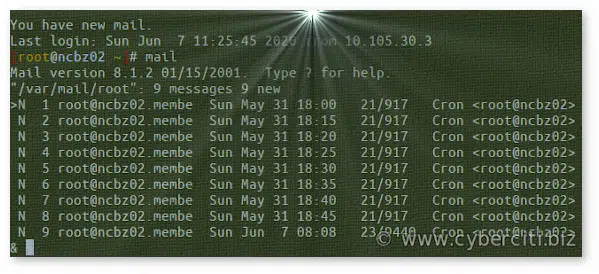 You have new mail.
Last login: Sun Jun  7 11:25:45 2020 from 10.105.30.3
[root@ncbz02 ~]# mail
Mail version 8.1.2 01/15/2001.  Type ? for help.
"/var/mail/root": 9 messages 9 new
>N  1 root@ncbz02.membe  Sun May 31 18:00   21/917   Cron <root@ncbz02>
 N  2 root@ncbz02.membe  Sun May 31 18:15   21/917   Cron <root@ncbz02>
 N  3 root@ncbz02.membe  Sun May 31 18:20   21/917   Cron <root@ncbz02>
 N  4 root@ncbz02.membe  Sun May 31 18:25   21/917   Cron <root@ncbz02>
 N  5 root@ncbz02.membe  Sun May 31 18:30   21/917   Cron <root@ncbz02>
 N  6 root@ncbz02.membe  Sun May 31 18:35   21/917   Cron <root@ncbz02>
 N  7 root@ncbz02.membe  Sun May 31 18:40   21/917   Cron <root@ncbz02>
 N  8 root@ncbz02.membe  Sun May 31 18:45   21/917   Cron <root@ncbz02>
 N  9 root@ncbz02.membe  Sun Jun  7 08:08   23/9440  Cron <root@ncbz02>
&
© www.cyberciti.biz